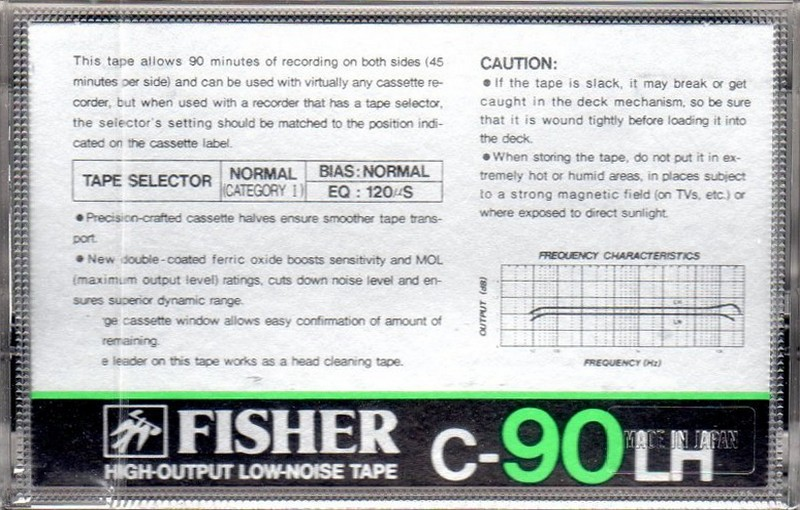 This tape allows 90 minutes of recording on both sides (45
minutes per side) and can be used with virtually any cassette re-
corder, but when used with a recorder that has a tape selector,
the selector's setting should be matched to the position indi-
cated on the cassette label.
TAPE SELECTOR
NORMAL
(CATEGORY I)
BIAS: NORMAL
EQ : 120μS
● Precision-crafted cassette halves ensure smoother tape trans-
port.
● New double-coated ferric oxide boosts sensitivity and MOL
(maximum output level) ratings, cuts down noise level and en-
sures superior dynamic range.
ge cassette window allows easy confirmation of amount of
remaining.
e leader on this tape works as a head cleaning tape.
CAUTION:
● If the tape is slack, it may break or get
caught in the deck mechanism, so be sure
that it is wound tightly before loading it into
the deck.
● When storing the tape, do not put it in ex-
tremely hot or humid areas, in places subject
to a strong magnetic field (on TVs, etc.) or
where exposed to direct sunlight.
FREQUENCY CHARACTERISTICS
OUTPUT (dB)
FREQUENCY (Hz)
FISHER
HIGH-OUTPUT LOW-NOISE TAPE
C-90 LH
MADE IN JAPAN